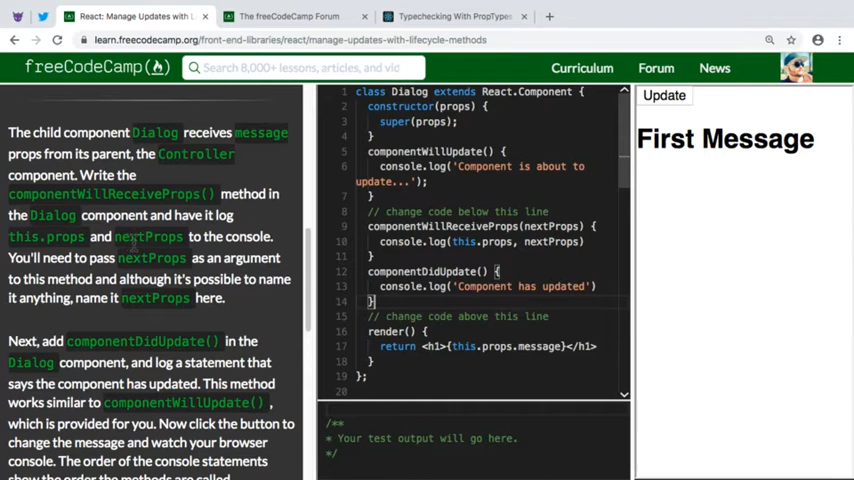 React: Manage Updates with L
The freeCodeCamp Forum
Typechecking With PropTypes
learn.freecodecamp.org/front-end-libraries/react/manage-updates-with-lifecycle-methods
freeCodeCamp
Search 8,000+ lessons, articles, and vid
Curriculum
Forum
News
The child component Dialog receives message
props from its parent, the Controller
component. Write the
componentWillReceiveProps() method in
the Dialog component and have it log
this.props and nextProps to the console.
You'll need to pass nextProps as an argument
to this method and although it's possible to name
it anything, name it nextProps here.
Next, add componentDidUpdate() in the
Dialog component, and log a statement that
says the component has updated. This method
works similar to componentWillUpdate() ,
which is provided for you. Now click the button to
change the message and watch your browser
console. The order of the console statements
show the order the methods are called.
1 class Dialog extends React.Component {
2 constructor(props) {
3 super(props);
4 }
5 componentWillUpdate() {
6 console.log('Component is about to
update...');
7 }
8 // change code below this line
9 componentWillReceiveProps(nextProps) {
10 console.log(this.props, nextProps)
11 }
12 componentDidUpdate() {
13 console.log('Component has updated')
14 }
15 // change code above this line
16 render() {
17 return <h1>{this.props.message}</h1>
18 }
19 };
20
/**
* Your test output will go here.
*/
Update
First Message